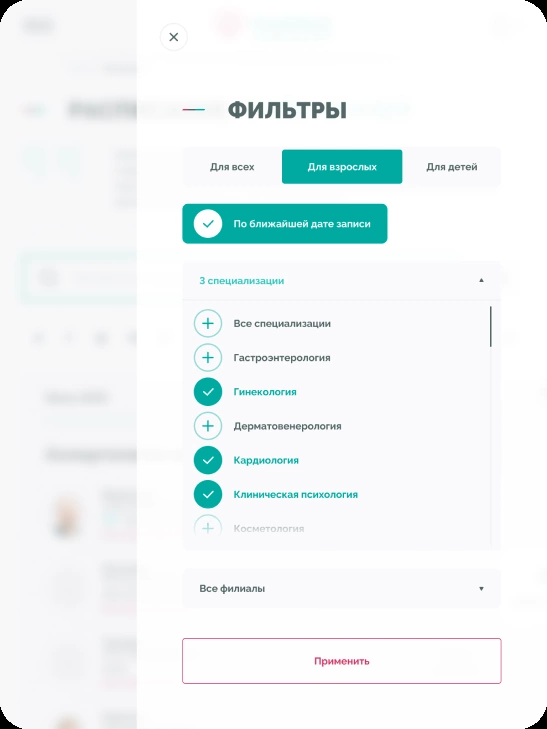 ФИЛЬТРЫ
Для всех
Для взрослых
Для детей
По ближайшей дате записи
3 специализации
Все специализации
Гастроэнтерология
Гинекология
Дерматовенерология
Кардиология
Клиническая психология
Косметология
Все филиалы
Применить